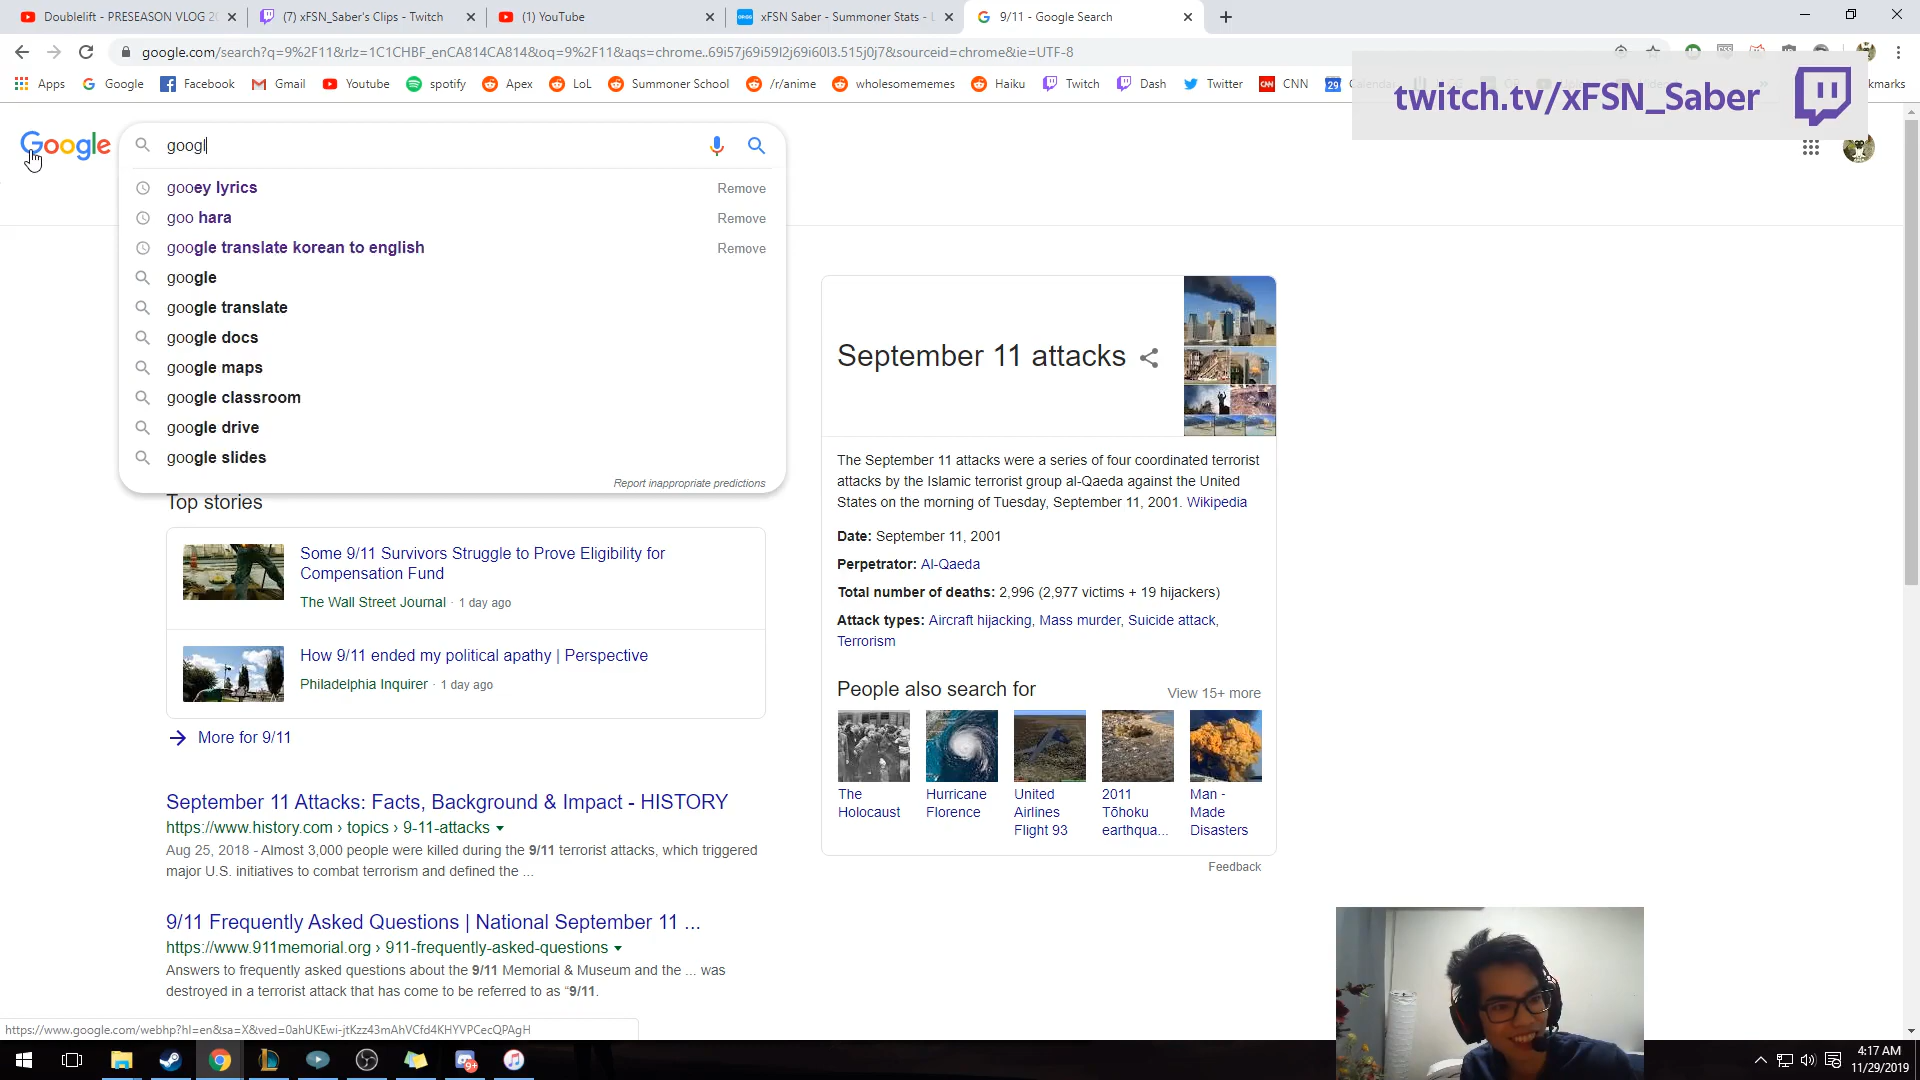 Doublelift - PRESEASON VLOG 20
(7) xFSN_Saber's Clips - Twitch
(1) YouTube
OP.GG
xFSN Saber - Summoner Stats - L
9/11 - Google Search
google.com/search?q=9%2F11&rlz=1C1CHBF_enCA814CA814&oq=9%2F11&aqs=chrome..69i57j69i59l2j69i60l3.515j0j7&sourceid=chrome&ie=UTF-8
Apps
Google
Facebook
Gmail
Youtube
spotify
Apex
LoL
Summoner School
/r/anime
wholesomememes
Haiku
Twitch
Dash
Twitter
CNN
CNN
29
twitch.tv/xFSN_Saber
Google
googl
gooey lyrics
Remove
goo hara
Remove
google translate korean to english
Remove
google
google translate
google docs
google maps
google classroom
google drive
google slides
Report inappropriate predictions
Top stories
Some 9/11 Survivors Struggle to Prove Eligibility for
Compensation Fund
The Wall Street Journal · 1 day ago
How 9/11 ended my political apathy | Perspective
Philadelphia Inquirer · 1 day ago
More for 9/11
September 11 Attacks: Facts, Background & Impact - HISTORY
https://www.history.com › topics › 9-11-attacks
Aug 25, 2018 - Almost 3,000 people were killed during the 9/11 terrorist attacks, which triggered
major U.S. initiatives to combat terrorism and defined the ...
9/11 Frequently Asked Questions | National September 11 ...
https://www.911memorial.org › 911-frequently-asked-questions
Answers to frequently asked questions about the 9/11 Memorial & Museum and the ... was
destroyed in a terrorist attack that has come to be referred to as “9/11.
September 11 attacks
The September 11 attacks were a series of four coordinated terrorist
attacks by the Islamic terrorist group al-Qaeda against the United
States on the morning of Tuesday, September 11, 2001. Wikipedia
Date: September 11, 2001
Perpetrator: Al-Qaeda
Total number of deaths: 2,996 (2,977 victims + 19 hijackers)
Attack types: Aircraft hijacking, Mass murder, Suicide attack,
Terrorism
People also search for
View 15+ more
The
Holocaust
Hurricane
Florence
United
Airlines
Flight 93
2011
Tōhoku
earthqua...
Man -
Made
Disasters
Feedback
https://www.google.com/webhp?hl=en&sa=X&ved=0ahUKEwi-jtKzz43mAhVCfd4KHYVPCecQPAgH
9+
4:17 AM
11/29/2019